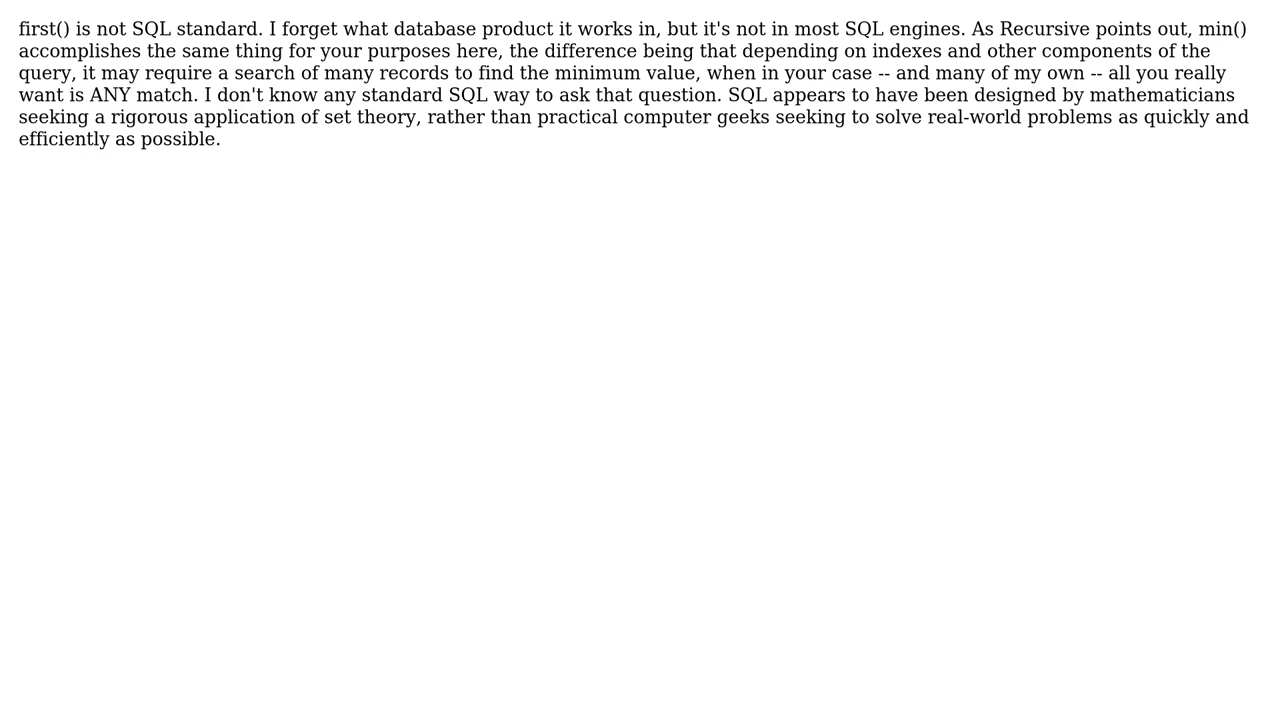 first() is not SQL standard. I forget what database product it works in, but it's not in most SQL engines. As Recursive points out, min()
accomplishes the same thing for your purposes here, the difference being that depending on indexes and other components of the
query, it may require a search of many records to find the minimum value, when in your case -- and many of my own -- all you really
want is ANY match. I don't know any standard SQL way to ask that question. SQL appears to have been designed by mathematicians
seeking a rigorous application of set theory, rather than practical computer geeks seeking to solve real-world problems as quickly and
efficiently as possible.